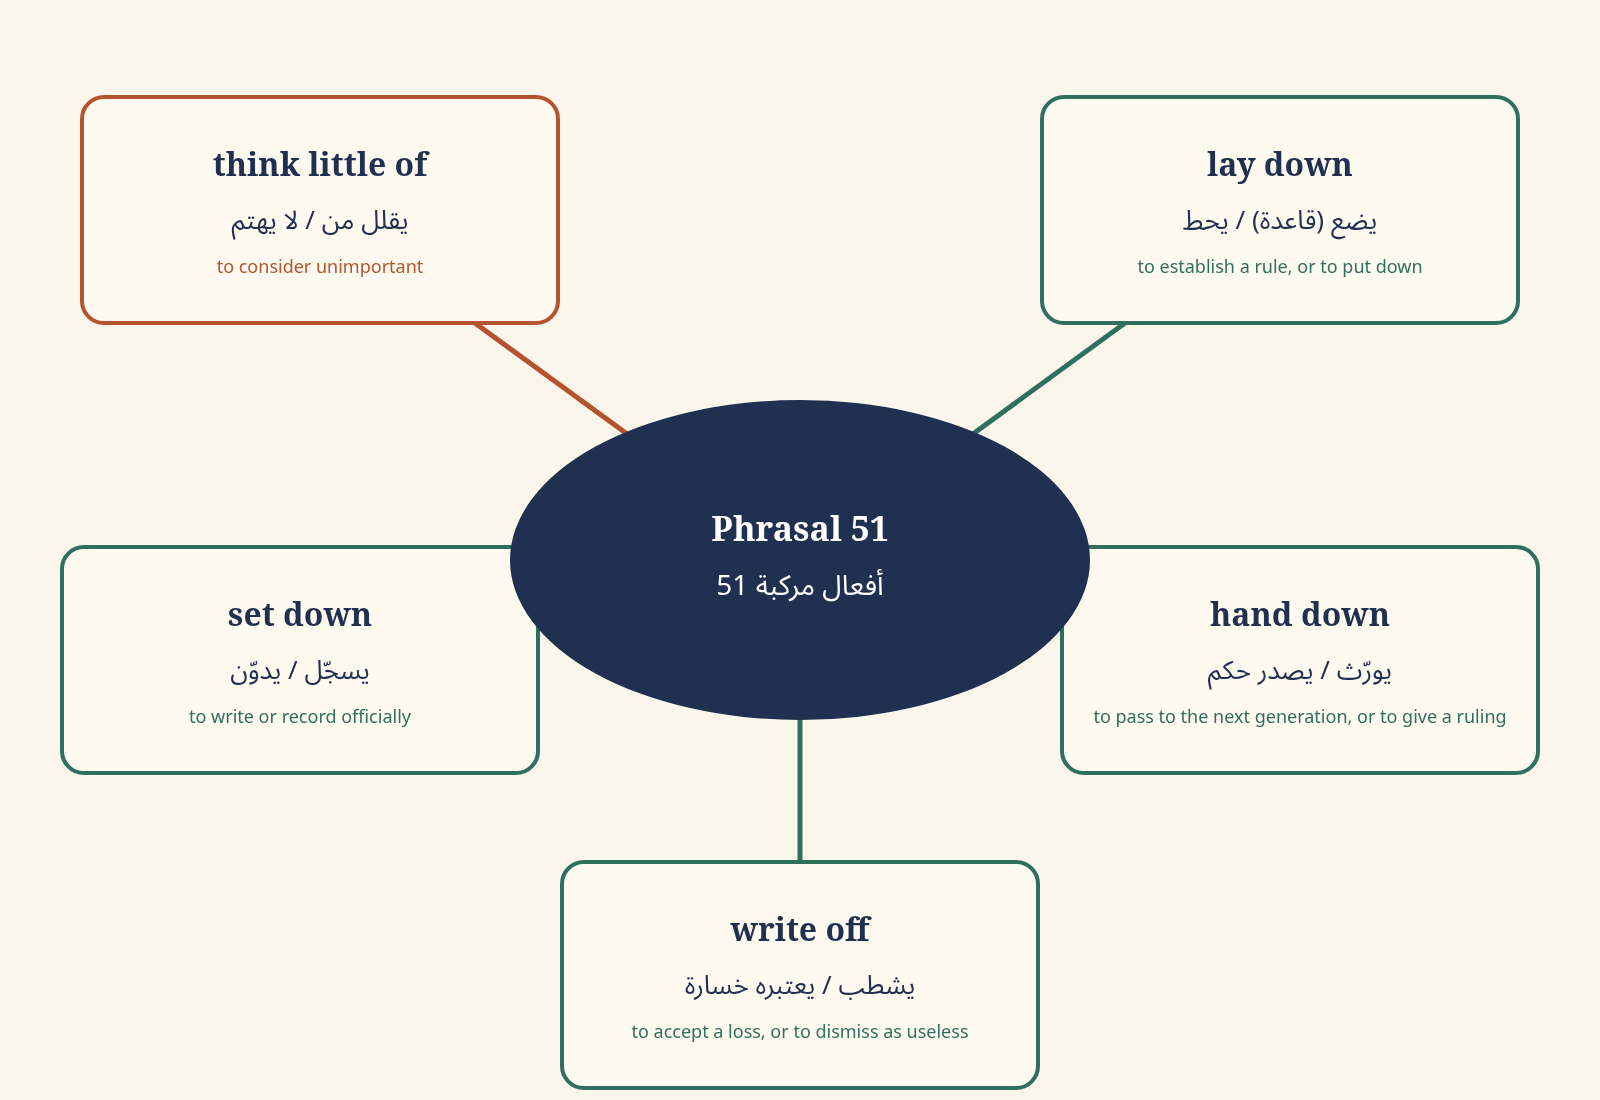 think little of
يقلل من / لا يهتم
to consider unimportant
lay down
يضع (قاعدة) / يحط
to establish a rule, or to put down
Phrasal 51
أفعال مركبة 51
set down
يسجّل / يدوّن
to write or record officially
hand down
يورّث / يصدر حكم
to pass to the next generation, or to give a ruling
write off
يشطب / يعتبره خسارة
to accept a loss, or to dismiss as useless